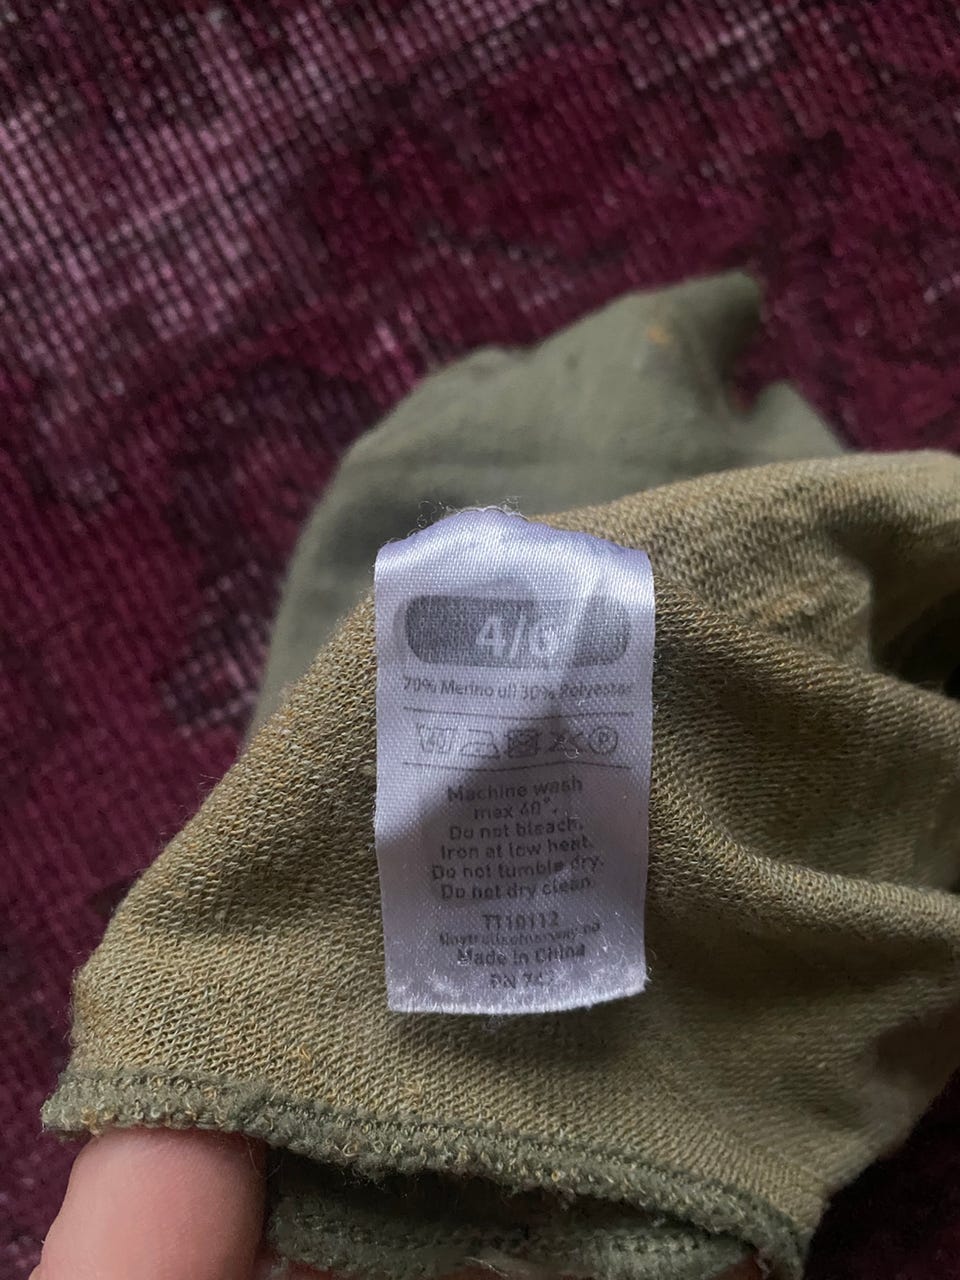 4/6
70% Merino ull 30% Polyester
Machine wash
max 40°.
Do not bleach.
Iron at low heat.
Do not tumble dry.
Do not dry clean.
TT10112
Made in China
RN